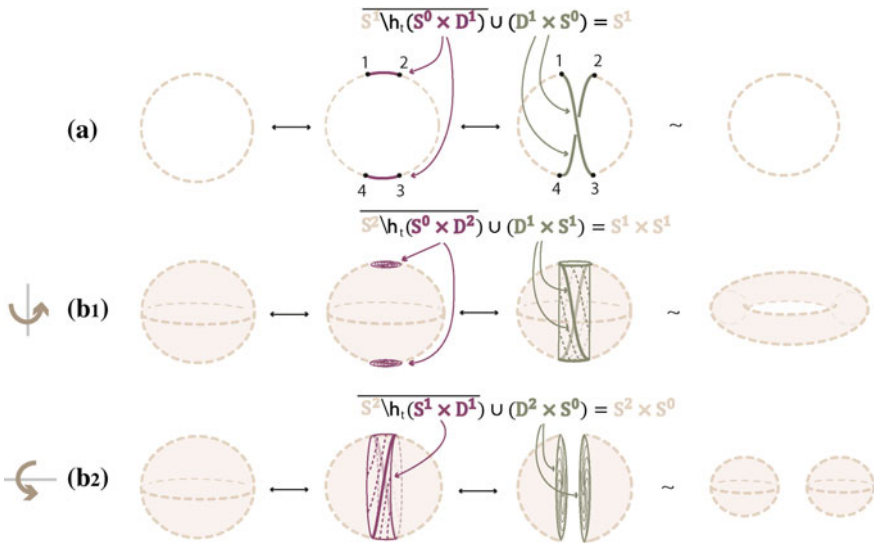 S¹\hₜ(S⁰ × D¹) ∪ (D¹ × S⁰) = S¹
1 2 1 2
(a) ↔ ↔ ~
4 3 4 3
S²\hₜ(S⁰ × D²) ∪ (D¹ × S¹) = S¹ × S¹
(b1) ↔ ↔ ~
S²\hₜ(S¹ × D¹) ∪ (D² × S⁰) = S² × S⁰
(b2) ↔ ↔ ~